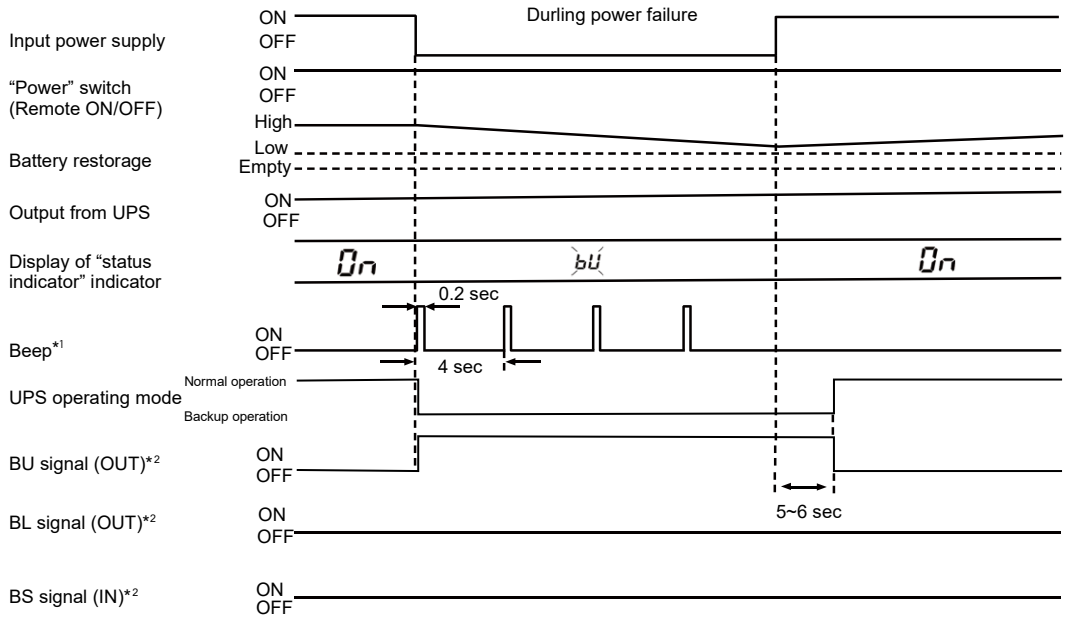 ON
Durling power failure
Input power supply
OFF
ON
"Power" switch
(Remote ON/OFF)
OFF
High
Low
Battery restorage
Empty
ON
Output from UPS
OFF
Display of "status
indicator" indicator
On
bU
On
0.2 sec
ON
Beep*1
OFF
4 sec
Normal operation
UPS operating mode
Backup operation
ON
BU signal (OUT)*2
OFF
5~6 sec
ON
BL signal (OUT)*2
OFF
ON
BS signal (IN)*2
OFF